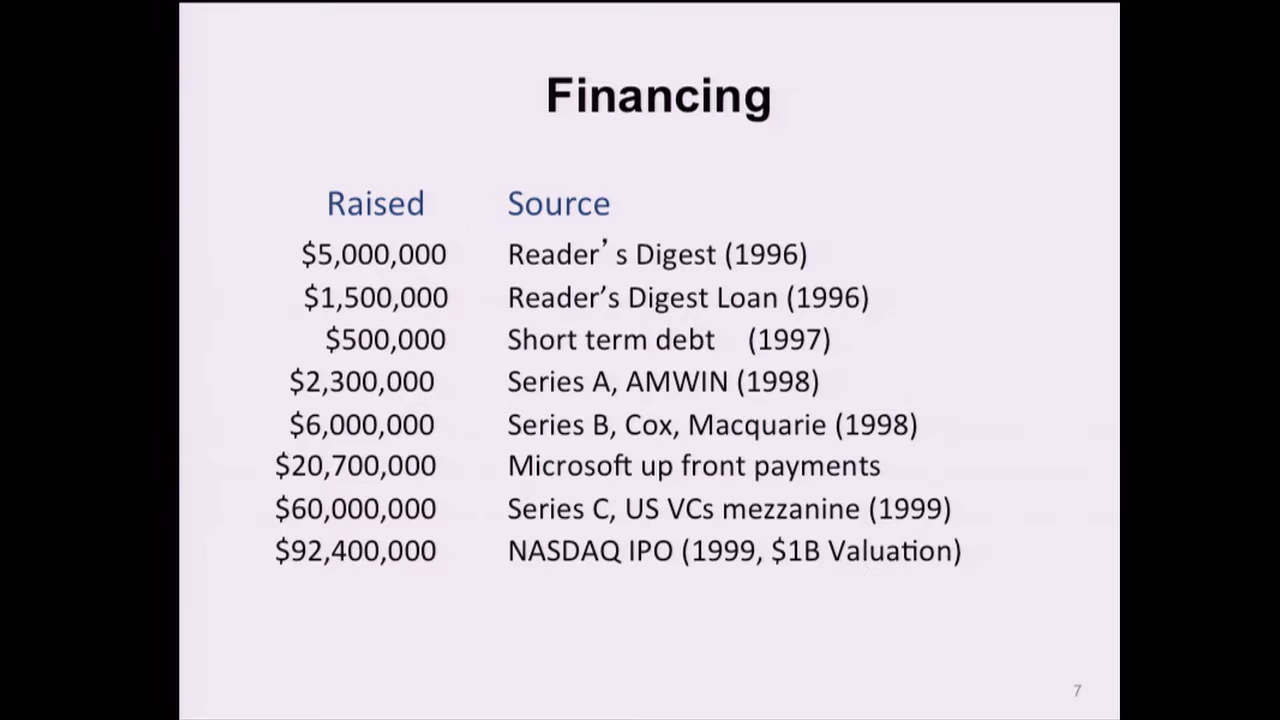 Financing
Raised Source
$5,000,000 Reader’s Digest (1996)
$1,500,000 Reader’s Digest Loan (1996)
$500,000 Short term debt (1997)
$2,300,000 Series A, AMWIN (1998)
$6,000,000 Series B, Cox, Macquarie (1998)
$20,700,000 Microsoft up front payments
$60,000,000 Series C, US VCs mezzanine (1999)
$92,400,000 NASDAQ IPO (1999, $1B Valuation)
7